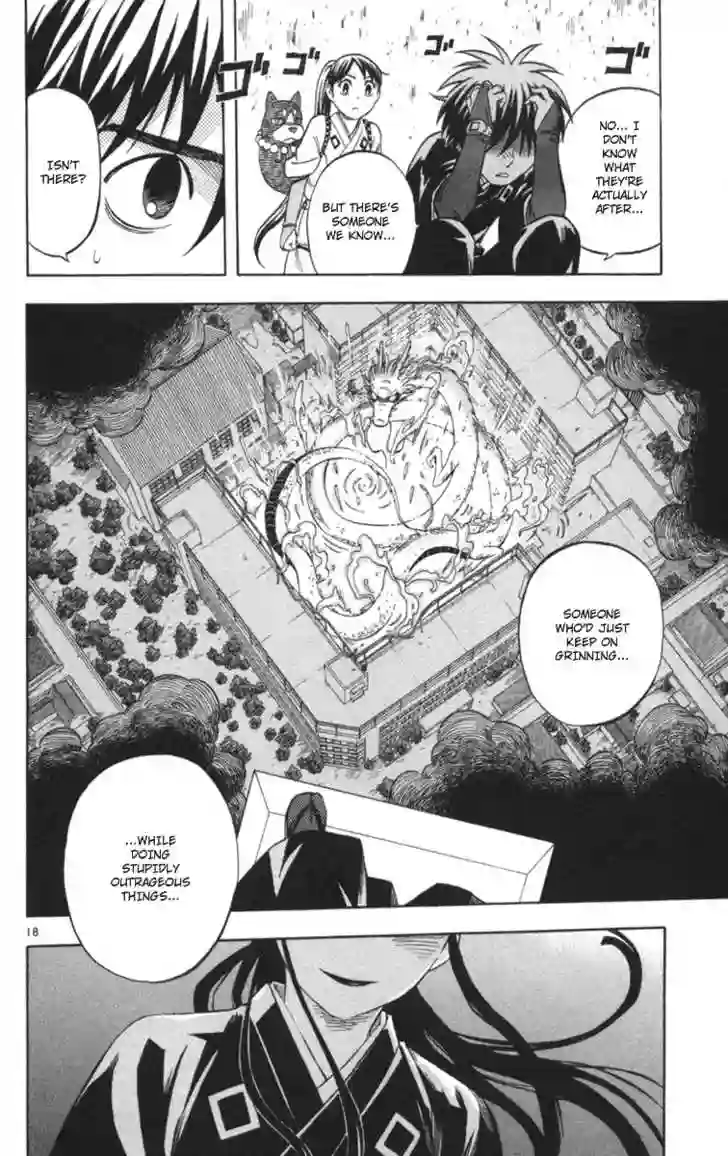 ゴ
ゴ
ゴ
ゴ
NO... I
DON'T
KNOW
WHAT
THEY'RE
ACTUALLY
AFTER...
BUT THERE'S
SOMEONE
WE KNOW...
ISN'T
THERE?
SOMEONE
WHO'D JUST
KEEP ON
GRINNING...
...WHILE
DOING
STUPIDLY
OUTRAGEOUS
THINGS...
18